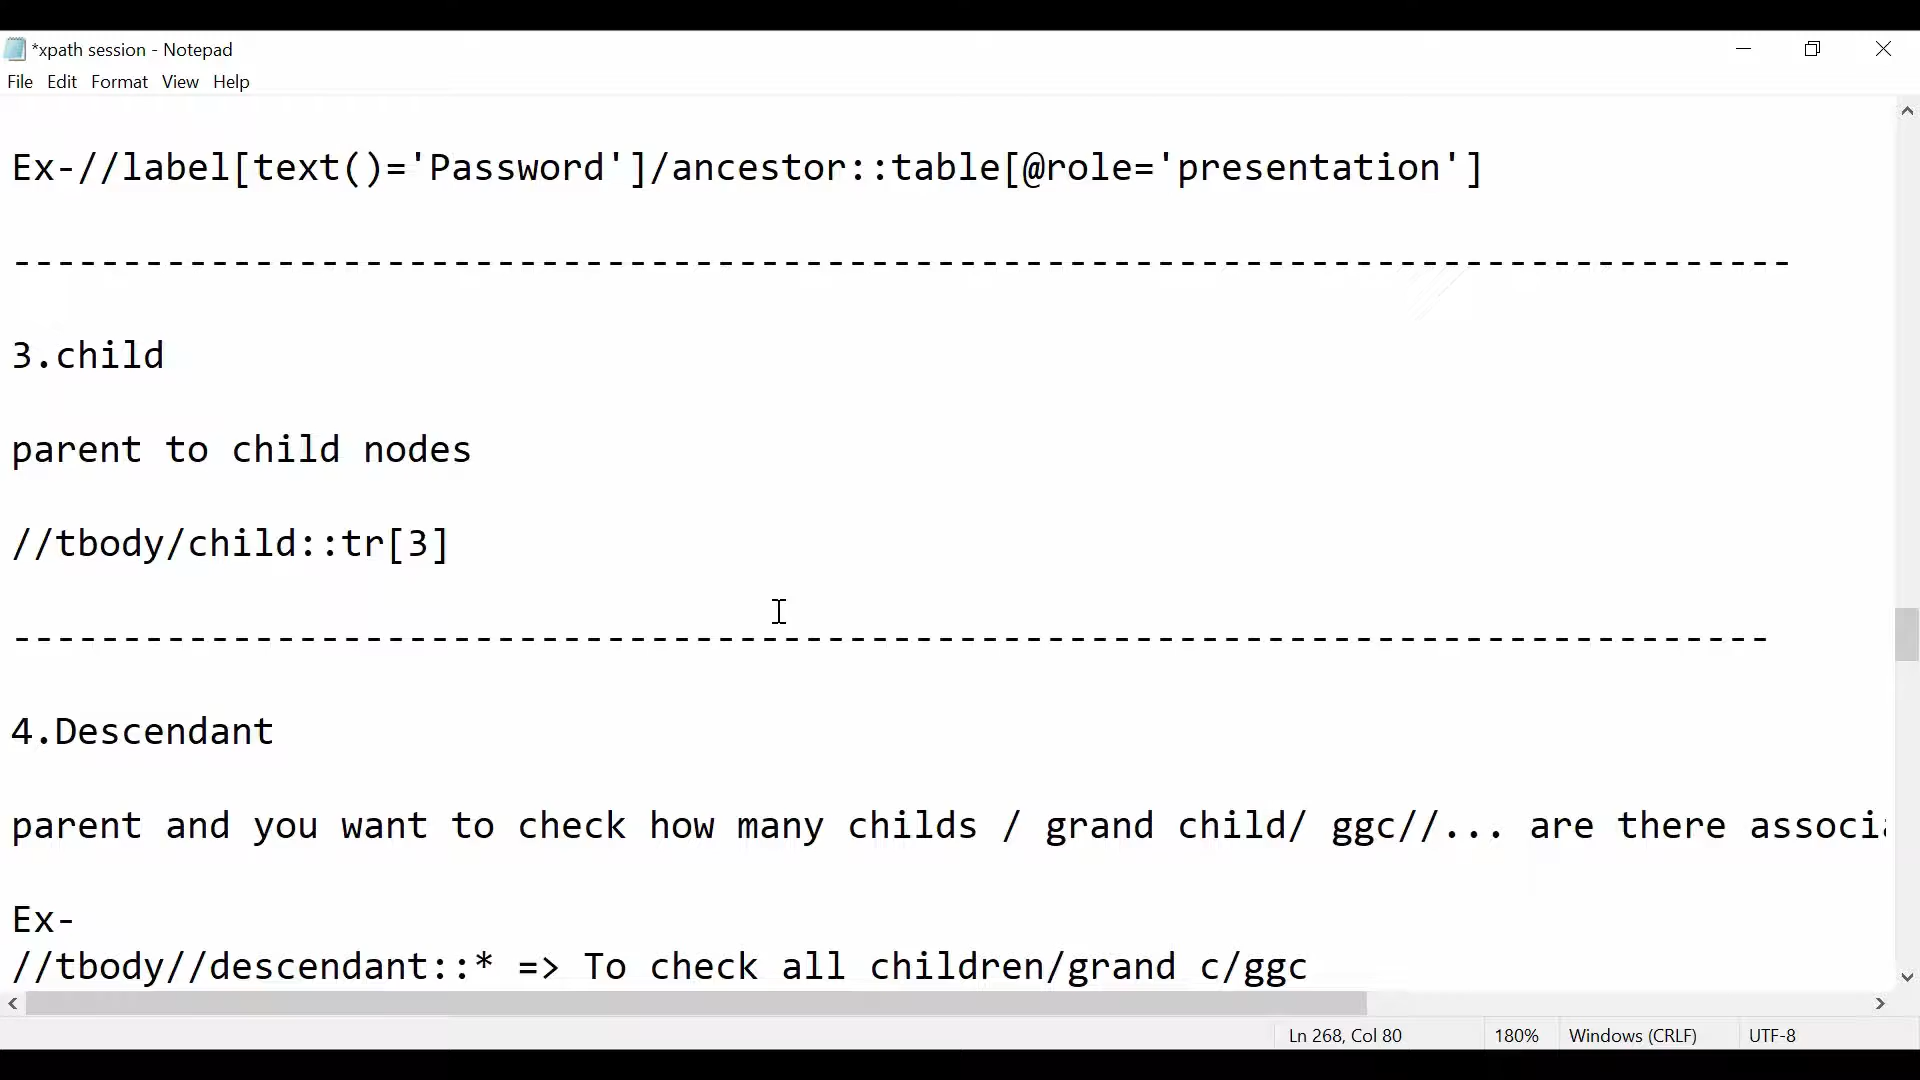 *xpath session - Notepad
File Edit Format View Help
Ex-//label[text()='Password']/ancestor::table[@role='presentation']
---------------------------------------------------------------------------------
3.child
parent to child nodes
//tbody/child::tr[3]
--------------------------------------------------------------------------------
4.Descendant
parent and you want to check how many childs / grand child/ ggc//... are there
Ex-
//tbody//descendant::* => To check all children/grand c/ggc
Ln 268, Col 80 180% Windows (CRLF) UTF-8